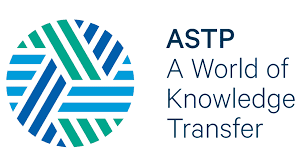 ASTP
A World of
Knowledge
Transfer